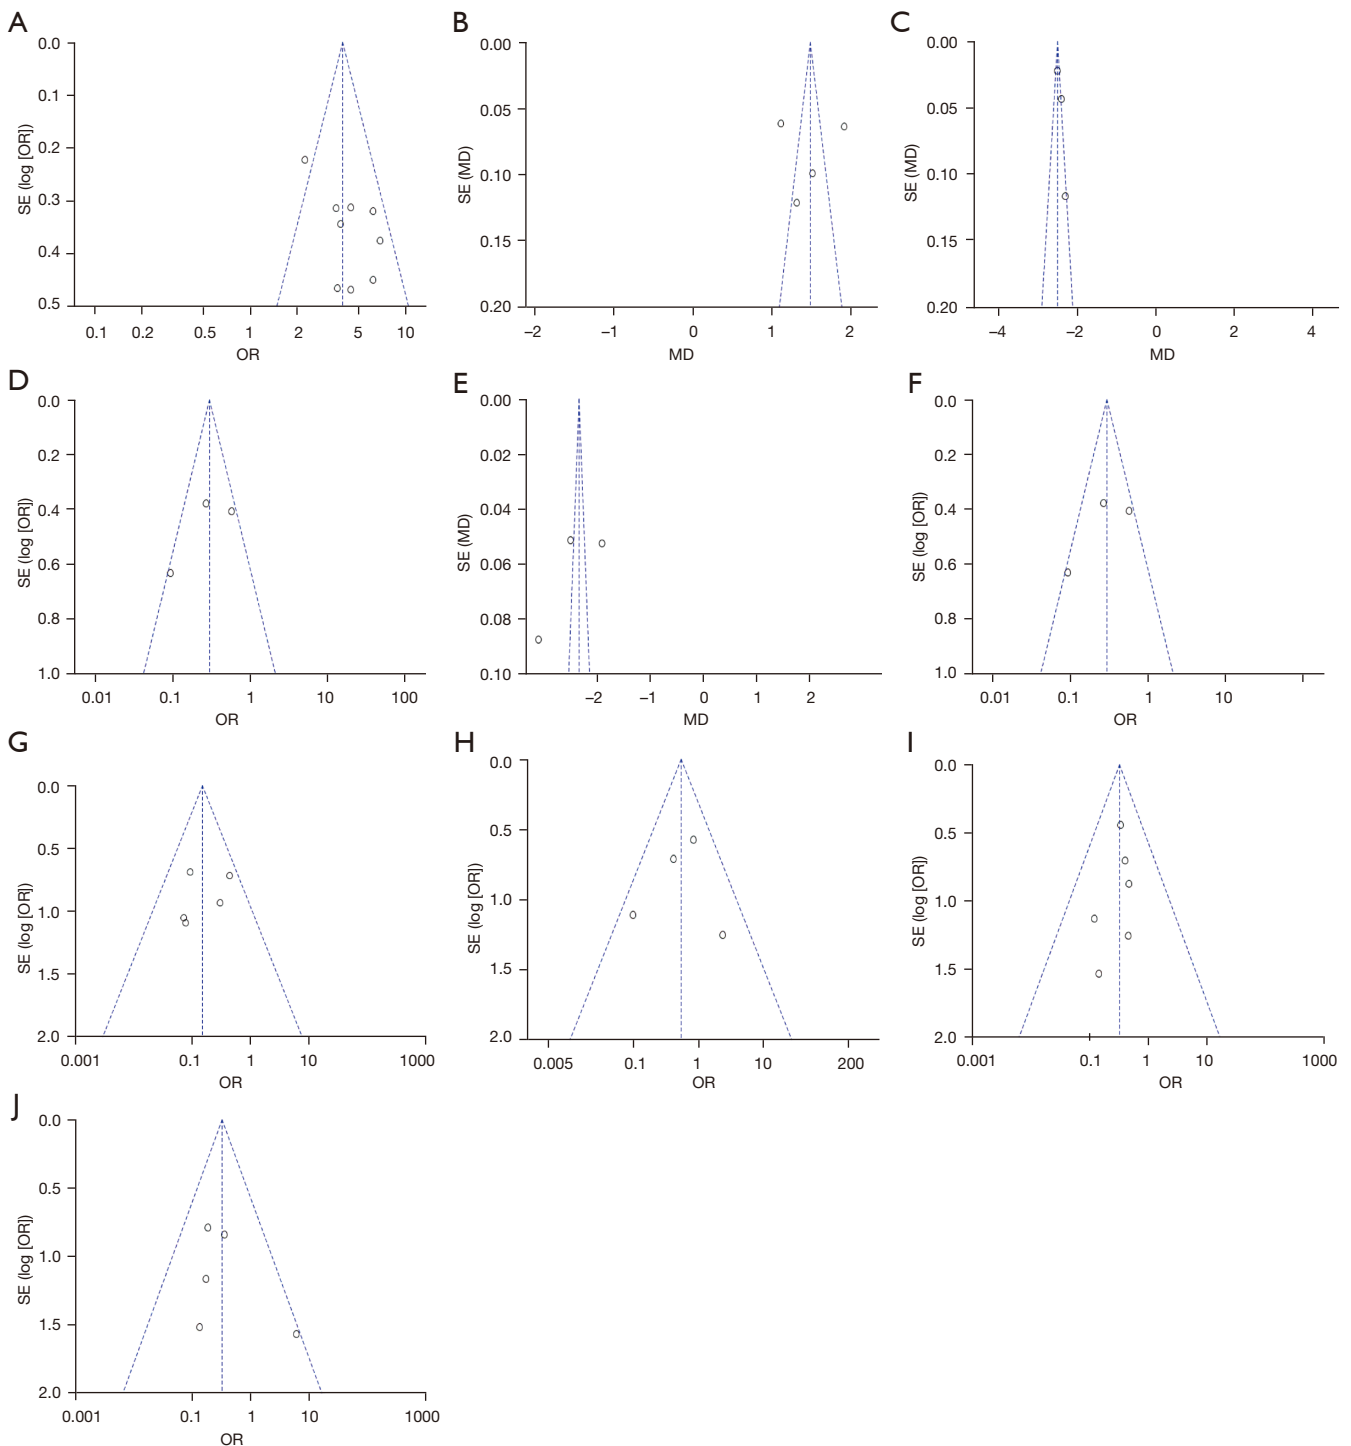 A
0.0
0.1
0.2
0.3
0.4
0.5
SE (log [OR])
0.1 0.2 0.5 1 2 5 10
OR
B
0.00
0.05
0.10
0.15
0.20
SE (MD)
−2 −1 0 1 2
MD
C
0.00
0.05
0.10
0.15
0.20
SE (MD)
−4 −2 0 2 4
MD
D
0.0
0.2
0.4
0.6
0.8
1.0
SE (log [OR])
0.01 0.1 1 10 100
OR
E
0.00
0.02
0.04
0.06
0.08
0.10
SE (MD)
−2 −1 0 1 2
MD
F
0.0
0.2
0.4
0.6
0.8
1.0
SE (log [OR])
0.01 0.1 1 10
OR
G
0.0
0.5
1.0
1.5
2.0
SE (log [OR])
0.001 0.1 1 10 1000
OR
H
0.0
0.5
1.0
1.5
2.0
SE (log [OR])
0.005 0.1 1 10 200
OR
I
0.0
0.5
1.0
1.5
2.0
SE (log [OR])
0.001 0.1 1 10 1000
OR
J
0.0
0.5
1.0
1.5
2.0
SE (log [OR])
0.001 0.1 1 10 1000
OR